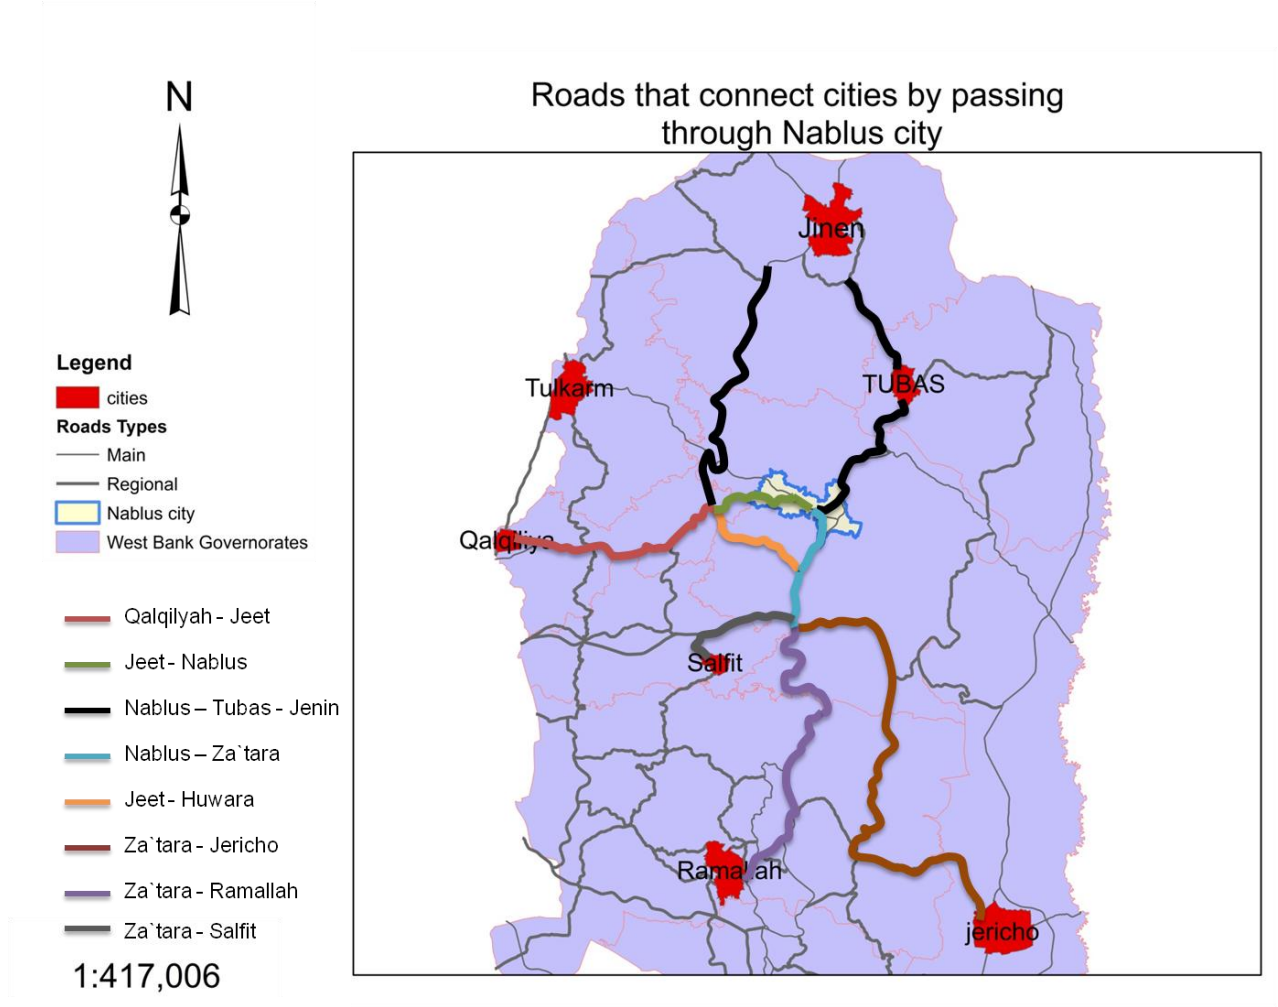 N
Roads that connect cities by passing
through Nablus city
Legend
cities
Roads Types
Main
Regional
Nablus city
West Bank Governorates
Qalqilyah - Jeet
Jeet - Nablus
Nablus – Tubas - Jenin
Nablus – Za`tara
Jeet - Huwara
Za`tara - Jericho
Za`tara - Ramallah
Za`tara - Salfit
1:417,006
Jinen
TUBAS
Tulkarm
Qalqiliya
Salfit
Ramallah
jericho